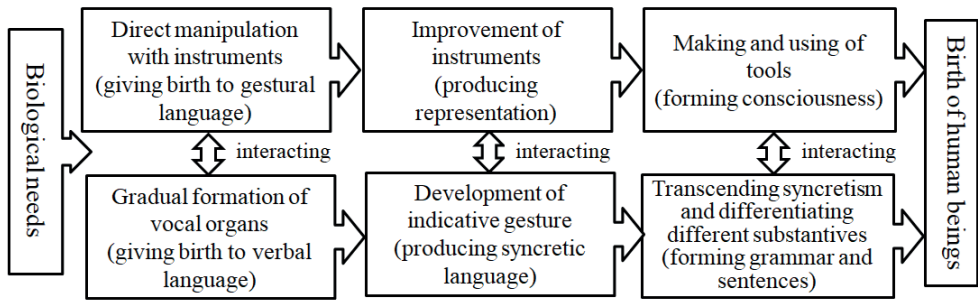 Biological needs
Direct manipulation
with instruments
(giving birth to gestural
language)
Improvement of
instruments
(producing
representation)
Making and using of
tools
(forming consciousness)
interacting
interacting
interacting
Gradual formation of
vocal organs
(giving birth to verbal
language)
Development of
indicative gesture
(producing syncretic
language)
Transcending syncretism
and differentiating
different substantives
(forming grammar and
sentences)
Birth of human beings